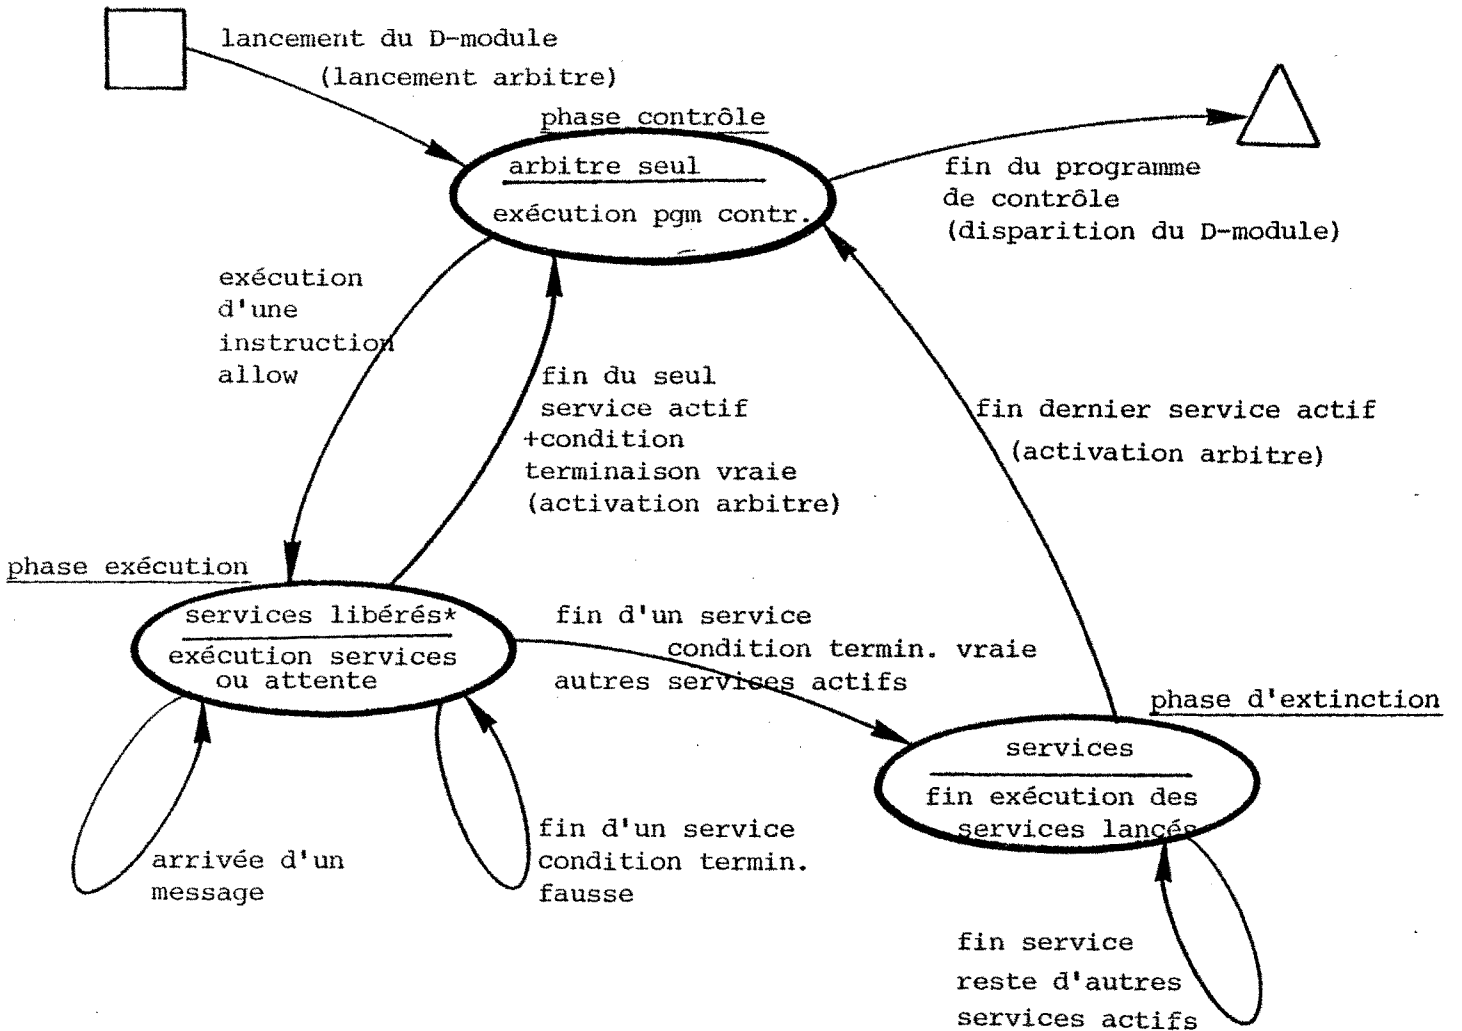 lancement du D-module
(lancement arbitre)
phase contrôle
arbitre seul
exécution pgm contr.
fin du programme
de contrôle
(disparition du D-module)
exécution
d'une
instruction
allow
fin du seul
service actif
+condition
terminaison vraie
(activation arbitre)
fin dernier service actif
(activation arbitre)
phase exécution
services libérés*
exécution services
ou attente
fin d'un service
condition termin. vraie
autres services actifs
phase d'extinction
services
fin exécution des
services lancés
arrivée d'un
message
fin d'un service
condition termin.
fausse
fin service
reste d'autres
services actifs